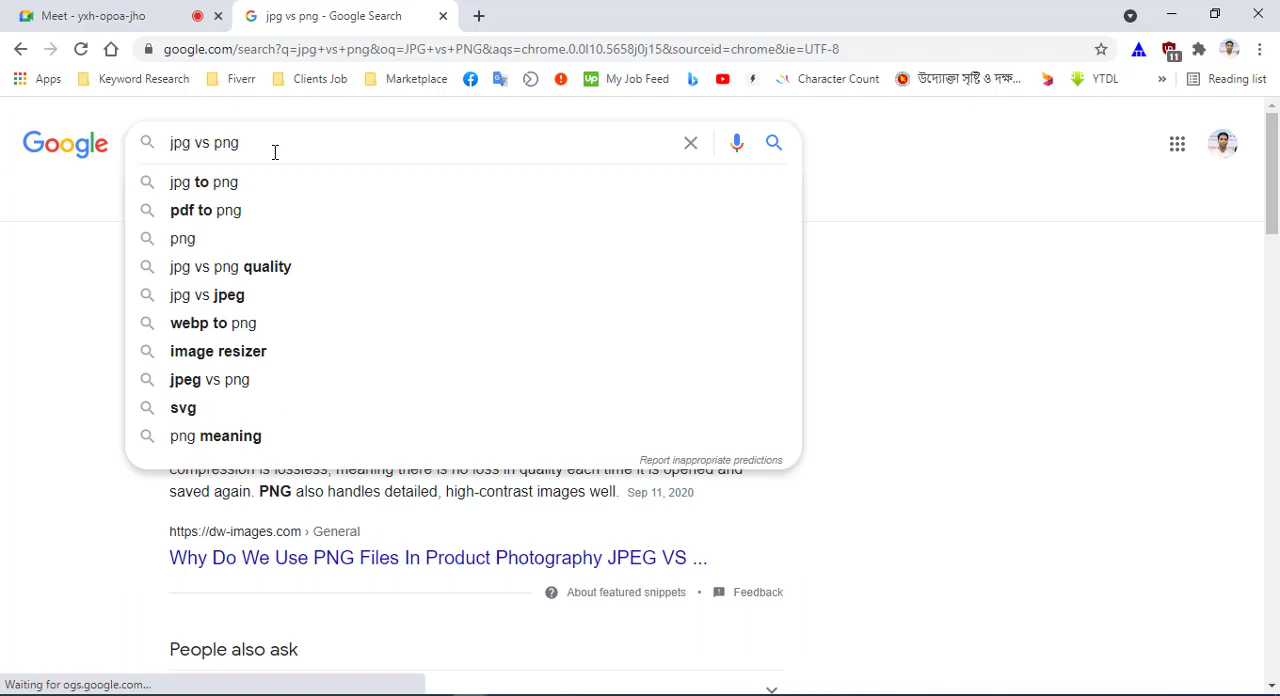 Meet - yxh-opoa-jho
jpg vs png - Google Search
google.com/search?q=jpg+vs+png&oq=JPG+vs+PNG&aqs=chrome.0.0l10.5658j0j15&sourceid=chrome&ie=UTF-8
11
Apps
Keyword Research
Fiverr
Clients Job
Marketplace
Up
My Job Feed
Character Count
উদ্যোক্তা সৃষ্টি ও দক্ষ...
YTDL
»
Reading list
Google
jpg vs png
jpg to png
pdf to png
png
jpg vs png quality
jpg vs jpeg
webp to png
image resizer
jpeg vs png
svg
png meaning
Report inappropriate predictions
compression is lossless, meaning there is no loss in quality each time it is opened and
saved again. PNG also handles detailed, high-contrast images well. Sep 11, 2020
https://dw-images.com › General
Why Do We Use PNG Files In Product Photography JPEG VS ...
About featured snippets • Feedback
People also ask
Waiting for ogs.google.com...